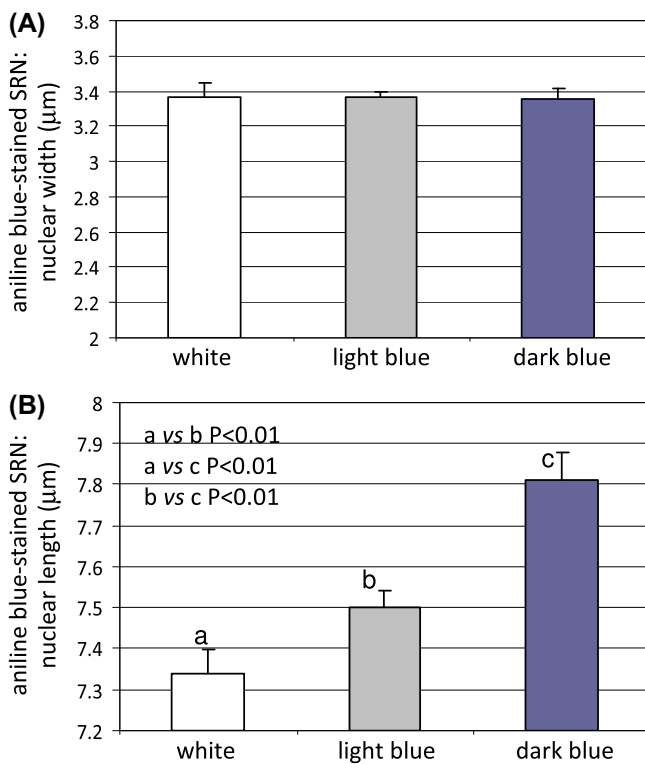 (A)
aniline blue-stained SRN:
nuclear width (μm)
3.8
3.6
3.4
3.2
3
2.8
2.6
2.4
2.2
2
white light blue dark blue
(B)
aniline blue-stained SRN:
nuclear length (μm)
8
7.9
7.8
7.7
7.6
7.5
7.4
7.3
7.2
a vs b P<0.01
a vs c P<0.01
b vs c P<0.01
a
b
c
white light blue dark blue